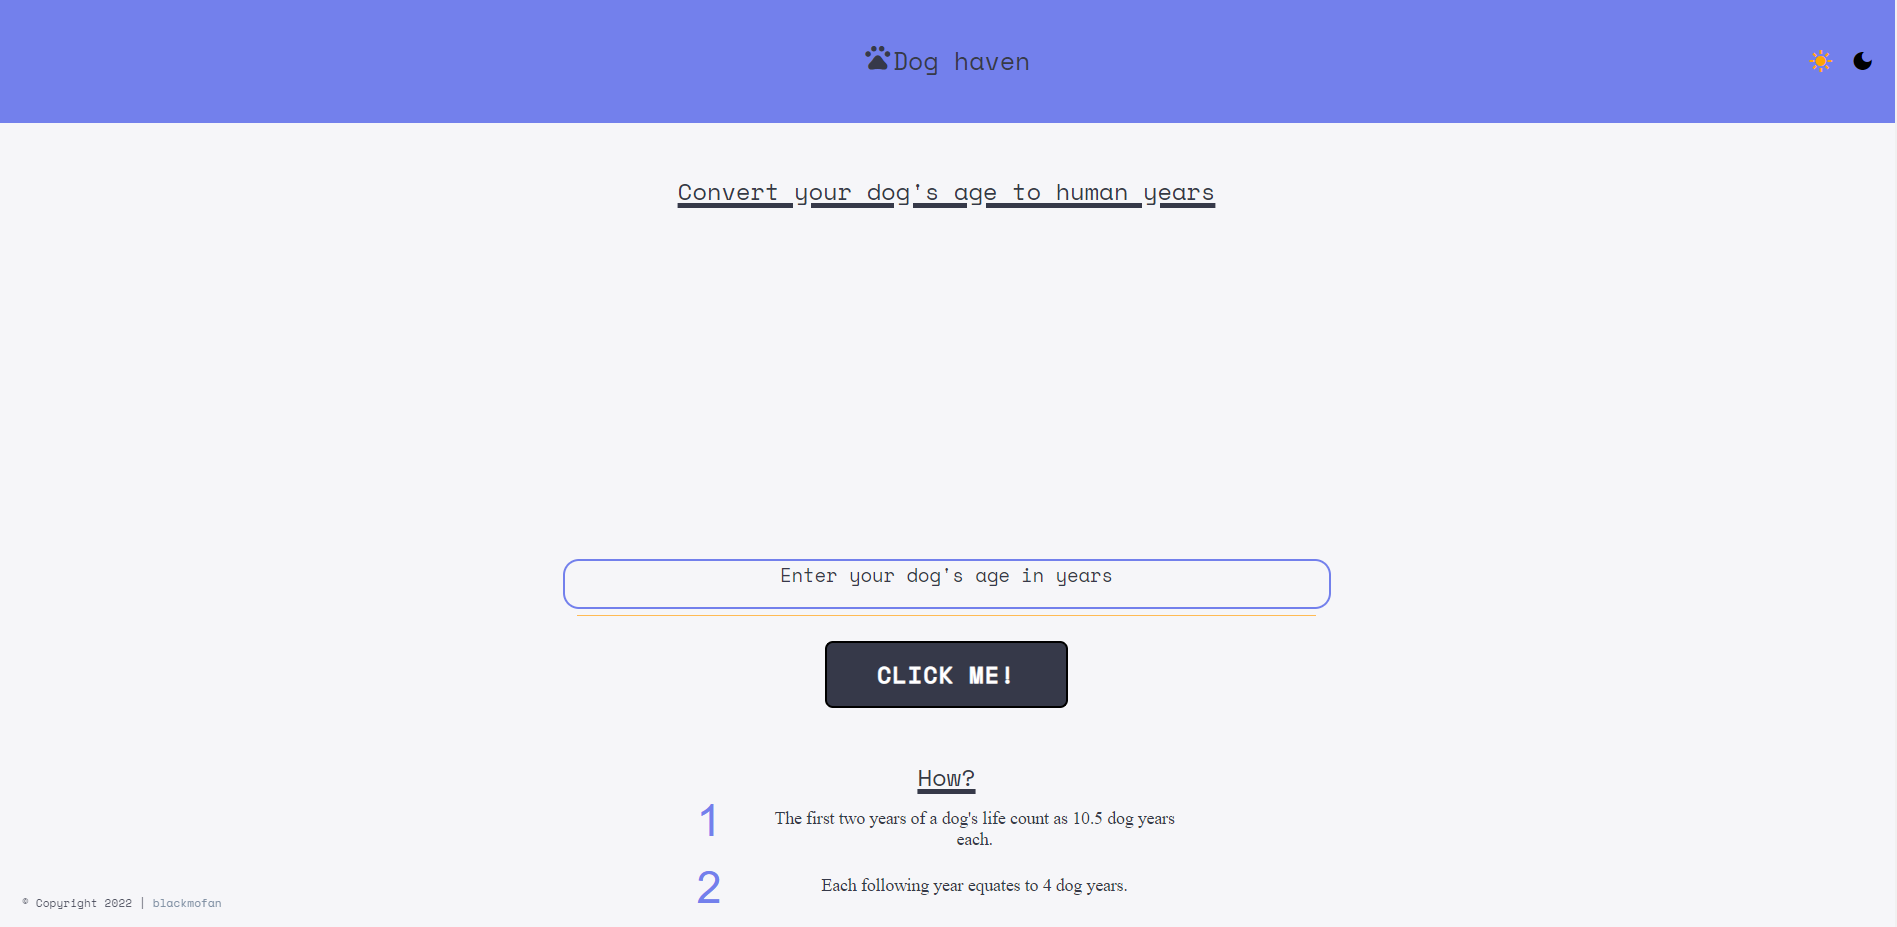 Dog haven
Convert your dog's age to human years
Enter your dog's age in years
CLICK ME!
How?
1
The first two years of a dog's life count as 10.5 dog years
each.
2
Each following year equates to 4 dog years.
© Copyright 2022 | blackmofan